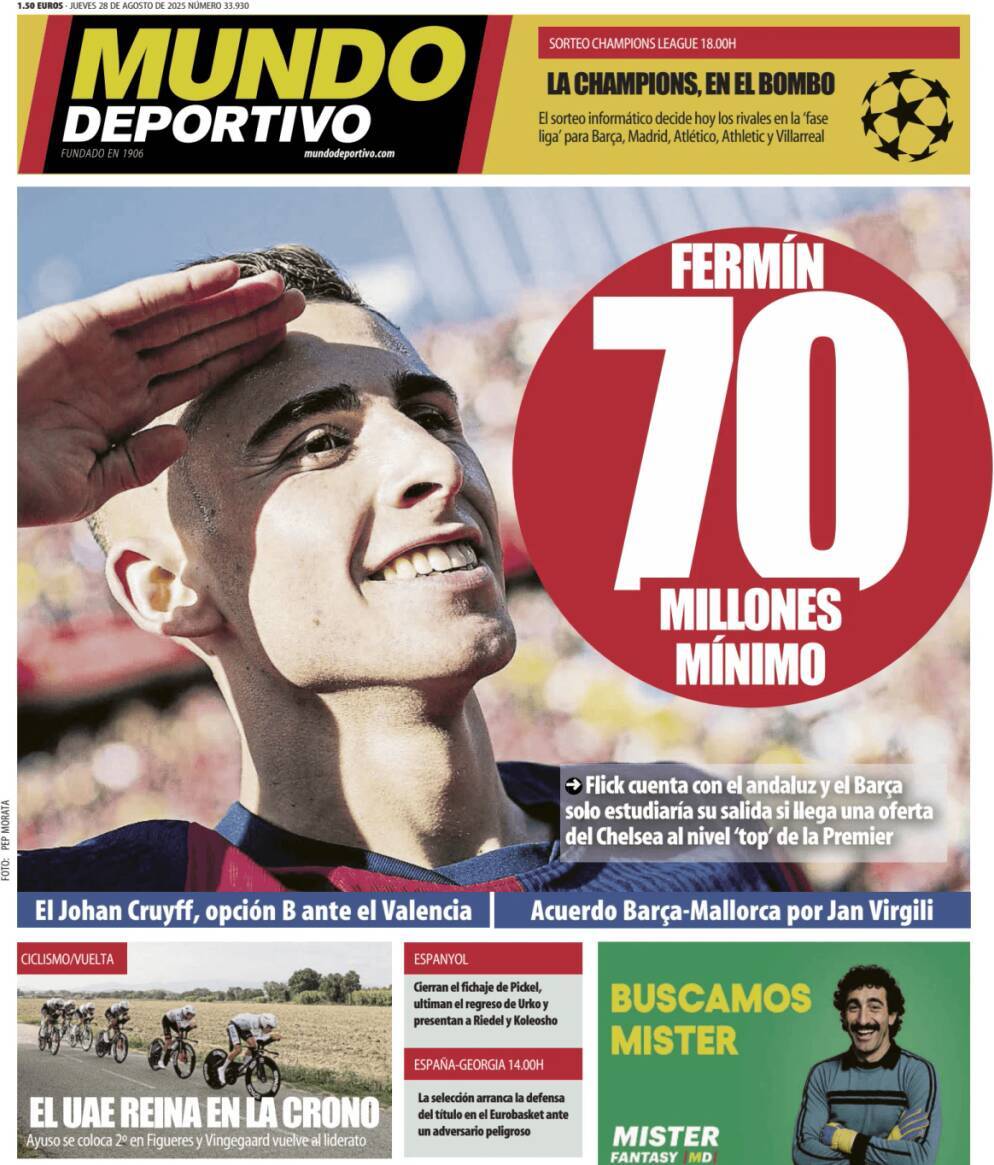 1.50 EUROS · JUEVES 28 DE AGOSTO DE 2025 NÚMERO 33.930
MUNDO
DEPORTIVO
FUNDADO EN 1906
mundodeportivo.com
SORTEO CHAMPIONS LEAGUE 18.00H
LA CHAMPIONS, EN EL BOMBO
El sorteo informático decide hoy los rivales en la ‘fase
liga’ para Barça, Madrid, Atlético, Athletic y Villarreal
FERMÍN
70
MILLONES
MÍNIMO
Flick cuenta con el andaluz y el Barça
solo estudiaría su salida si llega una oferta
del Chelsea al nivel ‘top’ de la Premier
FOTO: PEP MORATA
El Johan Cruyff, opción B ante el Valencia
Acuerdo Barça-Mallorca por Jan Virgili
CICLISMO/VUELTA
EL UAE REINA EN LA CRONO
Ayuso se coloca 2º en Figueres y Vingegaard vuelve al liderato
ESPANYOL
Cierran el fichaje de Pickel,
ultiman el regreso de Urko y
presentan a Riedel y Koleosho
ESPAÑA-GEORGIA 14.00H
La selección arranca la defensa
del título en el Eurobasket ante
un adversario peligroso
BUSCAMOS
MISTER
MISTER
FANTASY |MD|